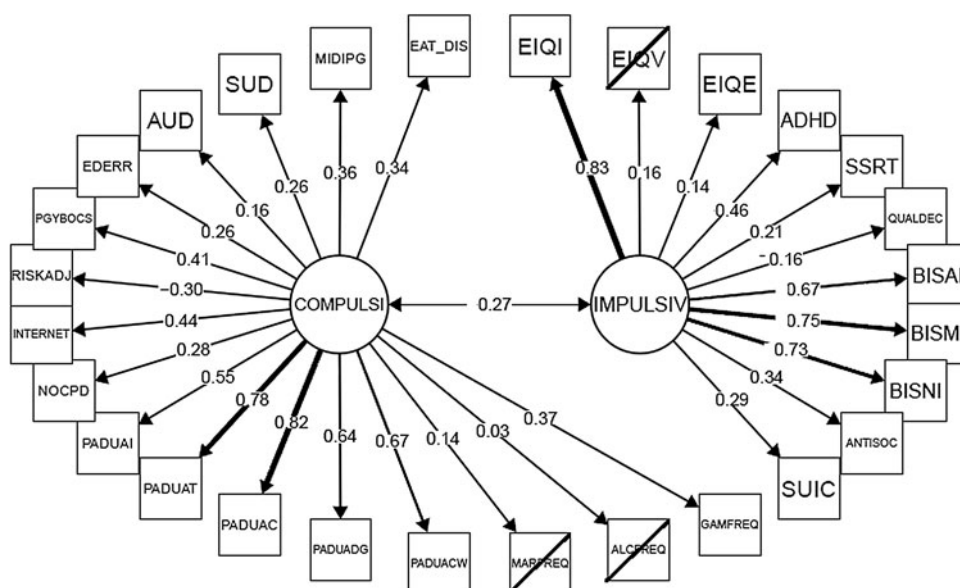 EIQI
EIQV
EIQE
EAT_DIS
MIDIPG
SUD
AUD
EDERR
PGYBOCS
RISKADJ
INTERNET
NOCPD
PADUAI
PADUAT
PADUAC
PADUADG
PADUACW
MARFREQ
ALCFREQ
GAMFREQ
ADHD
SSRT
QUALDEC
BISAI
BISM
BISNI
ANTISOC
SUIC
COMPULSI
0.27
IMPULSIV
0.34
0.36
0.26
0.16
0.26
0.41
−0.30
0.44
0.28
0.55
0.78
0.82
0.64
0.67
0.14
0.03
0.37
0.83
0.16
0.14
0.46
0.21
−0.16
0.67
0.75
0.73
0.34
0.29